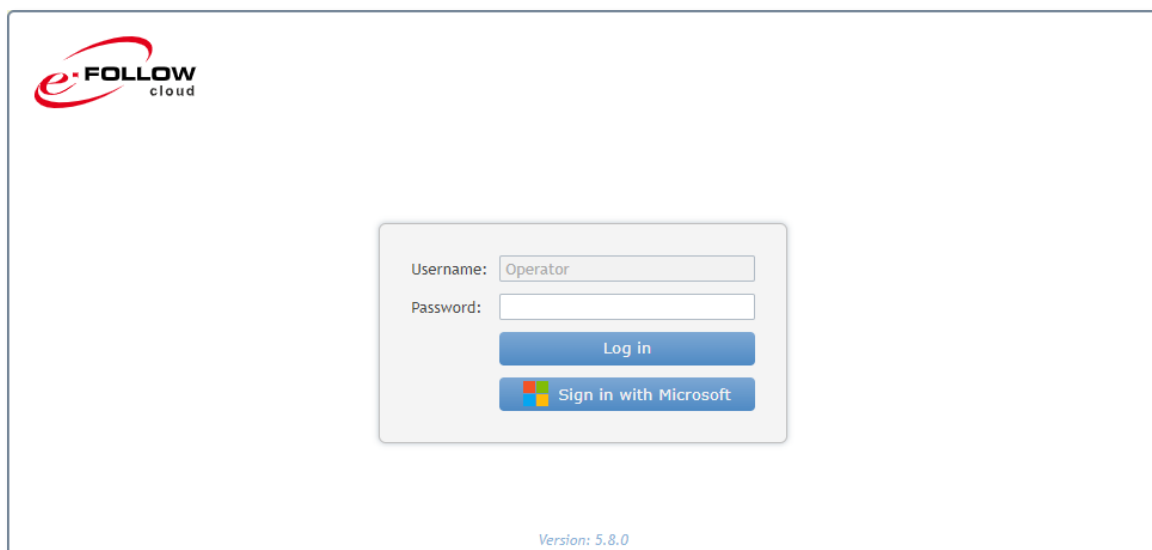 e·FOLLOW
cloud
Username: Operator
Password:
Log in
Sign in with Microsoft
Version: 5.8.0